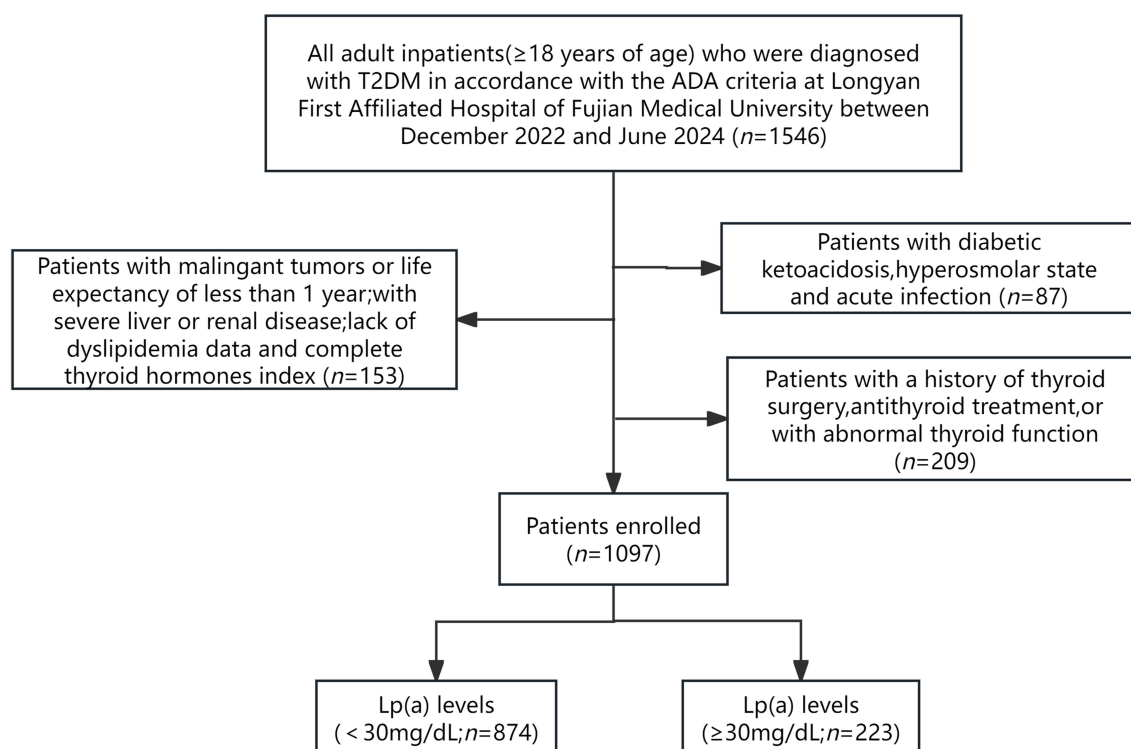 All adult inpatients(≥18 years of age) who were diagnosed
with T2DM in accordance with the ADA criteria at Longyan
First Affiliated Hospital of Fujian Medical University between
December 2022 and June 2024 (n=1546)
Patients with diabetic
ketoacidosis,hyperosmolar state
and acute infection (n=87)
Patients with malingant tumors or life
expectancy of less than 1 year;with
severe liver or renal disease;lack of
dyslipidemia data and complete
thyroid hormones index (n=153)
Patients with a history of thyroid
surgery,antithyroid treatment,or
with abnormal thyroid function
(n=209)
Patients enrolled
(n=1097)
Lp(a) levels
(<30mg/dL;n=874)
Lp(a) levels
(≥30mg/dL;n=223)